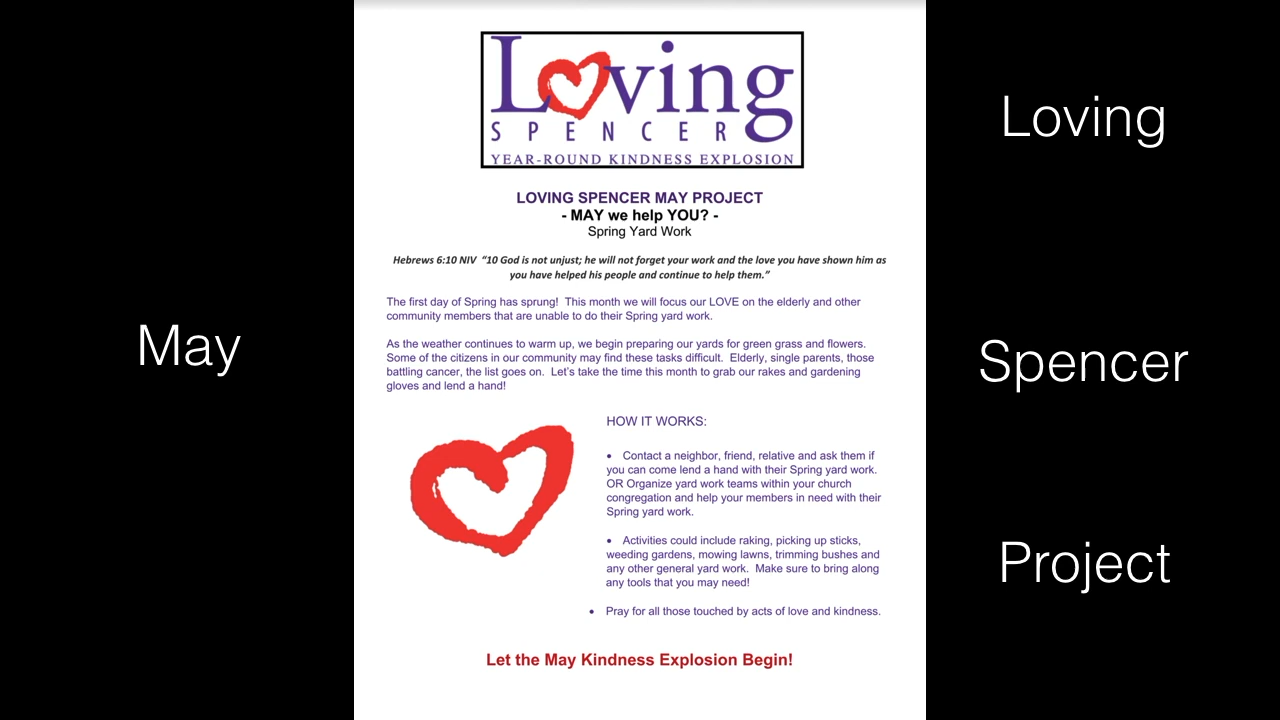 May
Loving
SPENCER
YEAR-ROUND KINDNESS EXPLOSION
LOVING SPENCER MAY PROJECT
- MAY we help YOU? -
Spring Yard Work
Hebrews 6:10 NIV “10 God is not unjust; he will not forget your work and the love you have shown him as
you have helped his people and continue to help them.”
The first day of Spring has sprung! This month we will focus our LOVE on the elderly and other
community members that are unable to do their Spring yard work.
As the weather continues to warm up, we begin preparing our yards for green grass and flowers.
Some of the citizens in our community may find these tasks difficult. Elderly, single parents, those
battling cancer, the list goes on. Let’s take the time this month to grab our rakes and gardening
gloves and lend a hand!
HOW IT WORKS:
• Contact a neighbor, friend, relative and ask them if
you can come lend a hand with their Spring yard work.
OR Organize yard work teams within your church
congregation and help your members in need with their
Spring yard work.
• Activities could include raking, picking up sticks,
weeding gardens, mowing lawns, trimming bushes and
any other general yard work. Make sure to bring along
any tools that you may need!
• Pray for all those touched by acts of love and kindness.
Let the May Kindness Explosion Begin!
Loving
Spencer
Project